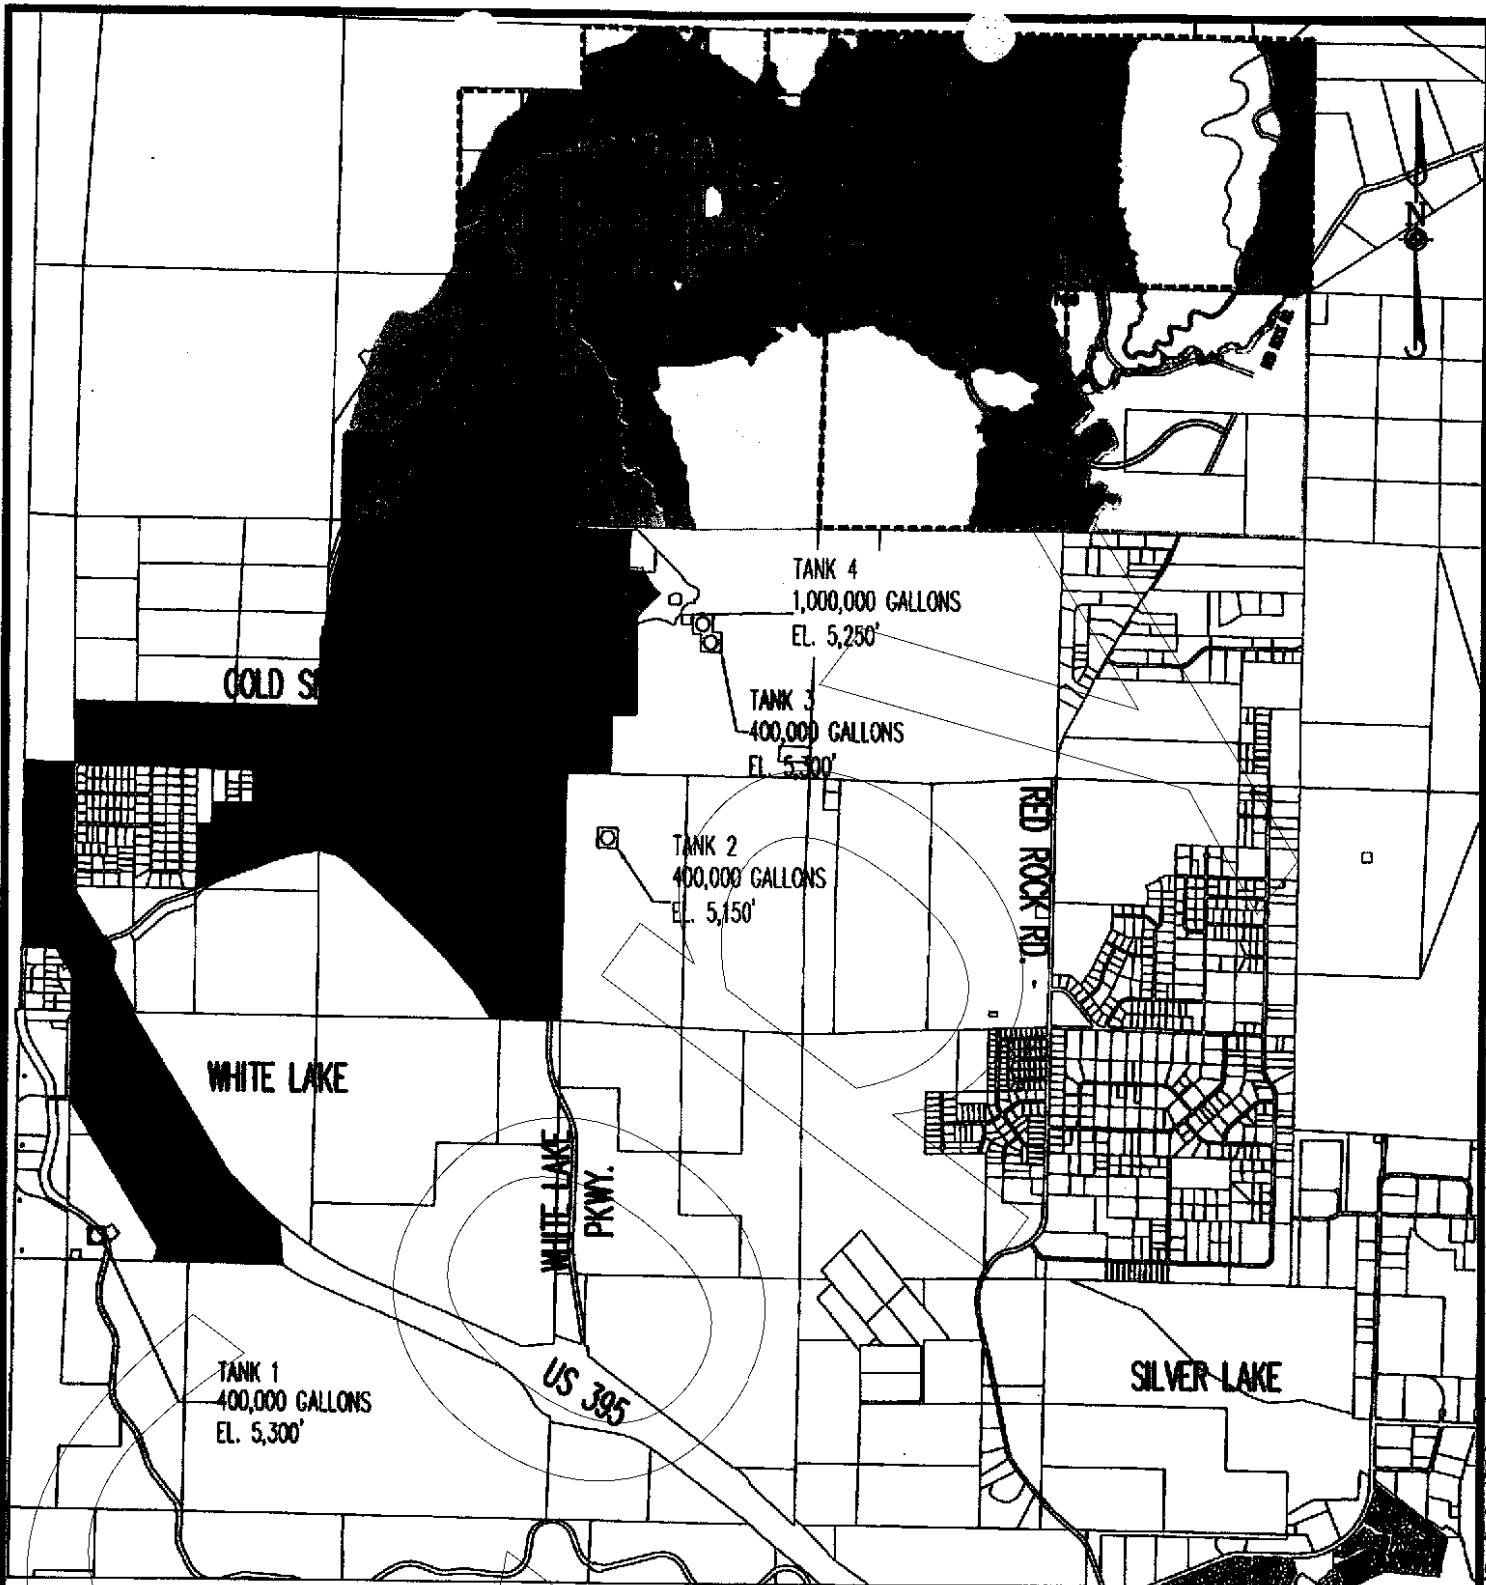 N
TANK 4
1,000,000 GALLONS
EL. 5,250'
COLD
TANK 3
400,000 GALLONS
EL. 5,300'
RED ROCK RD.
TANK 2
400,000 GALLONS
EL. 5,150'
WHITE LAKE
WHITE LAKE
PKWY.
TANK 1
400,000 GALLONS
EL. 5,300'
US 395
SILVER LAKE